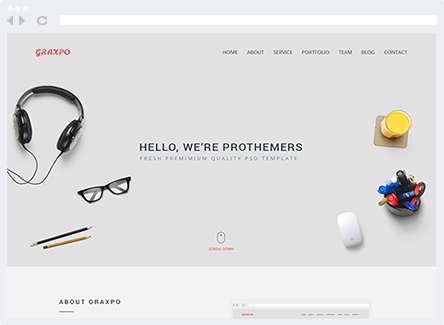 GRAXPO
HOME ABOUT SERVICE PORTFOLIO TEAM BLOG CONTACT
HELLO, WE'RE PROTHEMERS
FRESH PREMIMIUM QUALITY PSD TEMPLATE
SCROLL DOWN
ABOUT GRAXPO